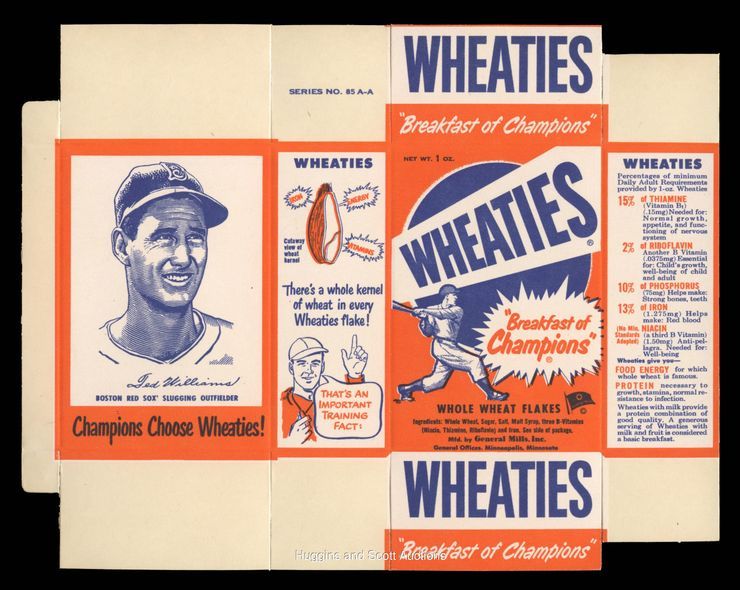 B
Ted Williams
BOSTON RED SOX' SLUGGING OUTFIELDER
Champions Choose Wheaties!
SERIES NO. 85 A-A
WHEATIES
IRON
ENERGY
VITAMINS
Cutaway
view of
wheat
kernel
There's a whole kernel
of wheat in every
Wheaties flake!
THAT'S AN
IMPORTANT
TRAINING
FACT:
WHEATIES
"Breakfast of Champions"
NET WT. 1 OZ.
WHEATIES
®
"Breakfast of
Champions"
®
WHOLE WHEAT FLAKES
Ingredients: Whole Wheat, Sugar, Salt, Malt Syrup, three B-Vitamins
(Niacin, Thiamine, Riboflavin) and Iron. See side of package.
Mfd. by General Mills, Inc.
General Offices, Minneapolis, Minnesota
WHEATIES
"Breakfast of Champions"
WHEATIES
Percentages of minimum
Daily Adult Requirements
provided by 1-oz. Wheaties
15% of THIAMINE
(Vitamin B₁)
(.15mg) Needed for:
Normal growth,
appetite, and func-
tioning of nervous
system
2% of RIBOFLAVIN
Another B Vitamin
(.0375mg) Essential
for: Child's growth,
well-being of child
and adult
10% of PHOSPHORUS
(75mg) Helps make:
Strong bones, teeth
13% of IRON
(1.275mg) Helps
make: Red blood
(No Min. Standards Adopted) NIACIN
(a third B Vitamin)
(1.50mg) Anti-pel-
lagra. Needed for:
Well-being
Wheaties give you—
FOOD ENERGY for which
whole wheat is famous.
PROTEIN necessary to
growth, stamina, normal re-
sistance to infection.
Wheaties with milk provide
a protein combination of
good quality. A generous
serving of Wheaties with
milk and fruit is considered
a basic breakfast.
Huggins and Scott Auctions